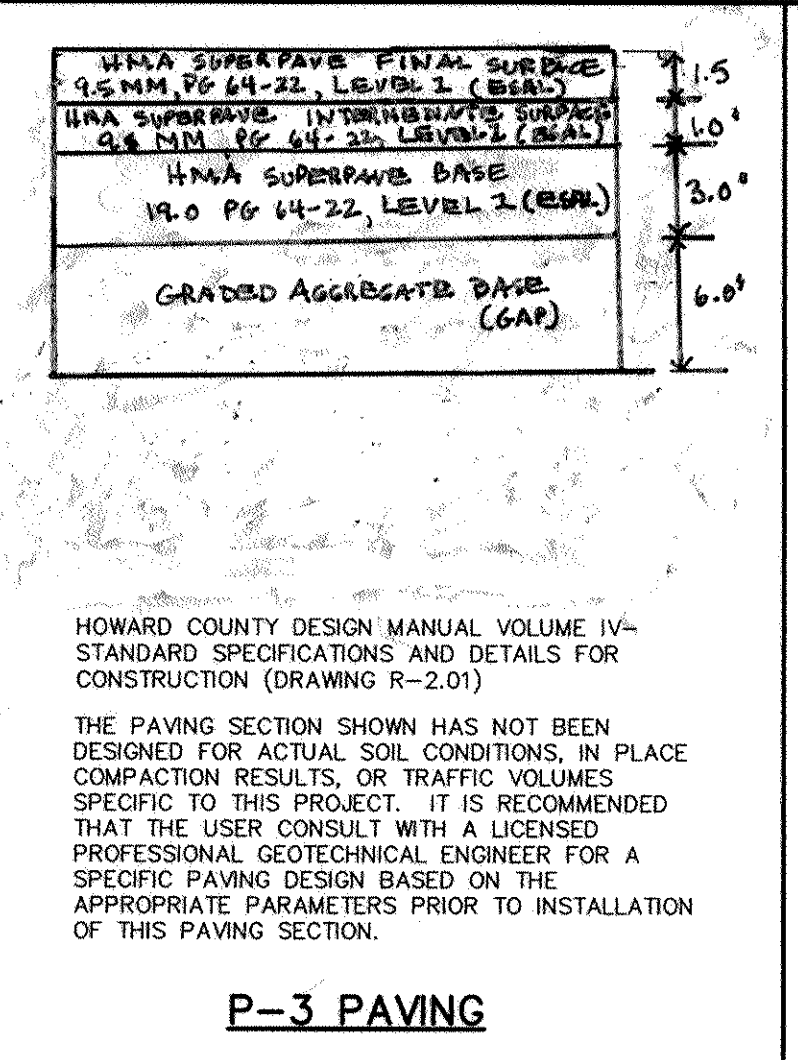 HMA SUPERPAVE FINAL SURFACE
9.5 MM, PG 64-22, LEVEL 2 (ESAL)
1.5
HMA SUPERPAVE INTERMEDIATE SURFACE
9.5 MM PG 64-22, LEVEL 2 (ESAL)
1.0"
HMA SUPERPAVE BASE
19.0 PG 64-22, LEVEL 2 (ESAL)
3.0"
GRADED AGGREGATE BASE
(GAP)
6.0"
HOWARD COUNTY DESIGN MANUAL VOLUME IV-
STANDARD SPECIFICATIONS AND DETAILS FOR
CONSTRUCTION (DRAWING R-2.01)
THE PAVING SECTION SHOWN HAS NOT BEEN
DESIGNED FOR ACTUAL SOIL CONDITIONS, IN PLACE
COMPACTION RESULTS, OR TRAFFIC VOLUMES
SPECIFIC TO THIS PROJECT. IT IS RECOMMENDED
THAT THE USER CONSULT WITH A LICENSED
PROFESSIONAL GEOTECHNICAL ENGINEER FOR A
SPECIFIC PAVING DESIGN BASED ON THE
APPROPRIATE PARAMETERS PRIOR TO INSTALLATION
OF THIS PAVING SECTION.
P-3 PAVING